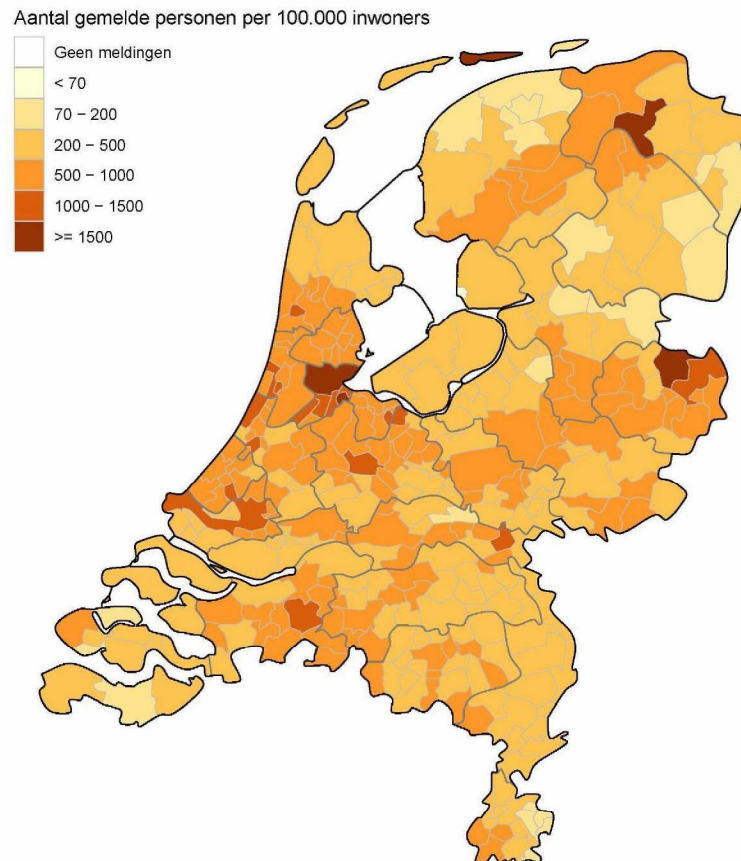 Aantal gemelde personen per 100.000 inwoners
Geen meldingen
< 70
70 − 200
200 − 500
500 − 1000
1000 − 1500
>= 1500